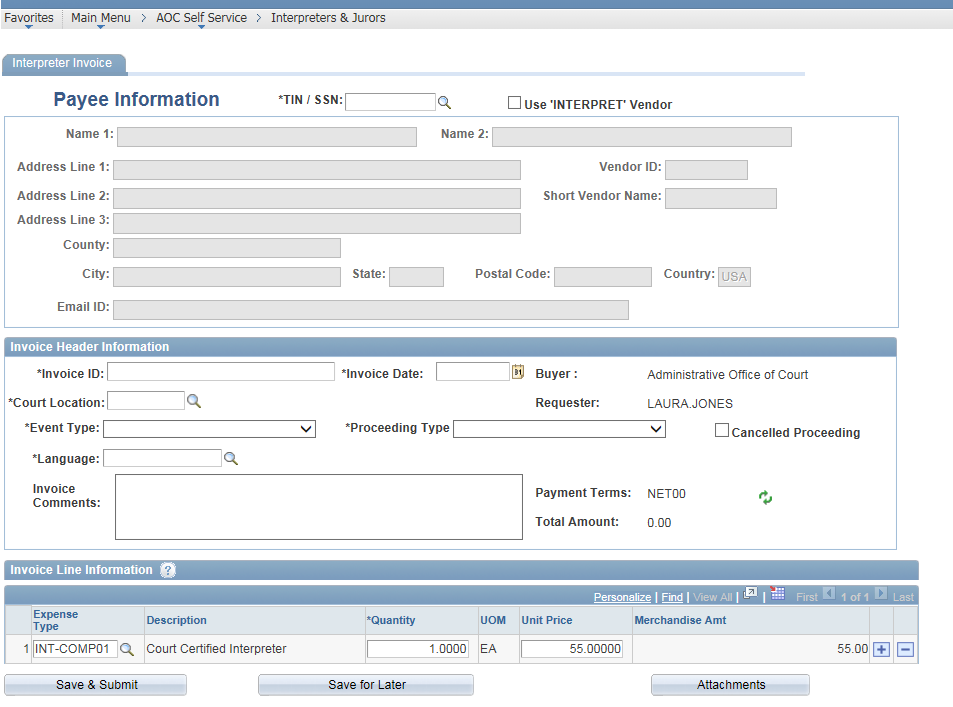 Favorites Main Menu > AOC Self Service > Interpreters & Jurors
Interpreter Invoice
Payee Information *TIN / SSN: Use 'INTERPRET' Vendor
Name 1: Name 2:
Address Line 1: Vendor ID:
Address Line 2: Short Vendor Name:
Address Line 3:
County:
City: State: Postal Code: Country: USA
Email ID:
Invoice Header Information
*Invoice ID: *Invoice Date: 31 Buyer : Administrative Office of Court
*Court Location: Requester: LAURA.JONES
*Event Type: *Proceeding Type Cancelled Proceeding
*Language:
Invoice
Comments: Payment Terms: NET00
Total Amount: 0.00
Invoice Line Information ?
Personalize | Find | View All | | First 1 of 1 Last
Expense
Type Description *Quantity UOM Unit Price Merchandise Amt
1 INT-COMP01 Court Certified Interpreter 1.0000 EA 55.00000 55.00 + −
Save & Submit Save for Later Attachments